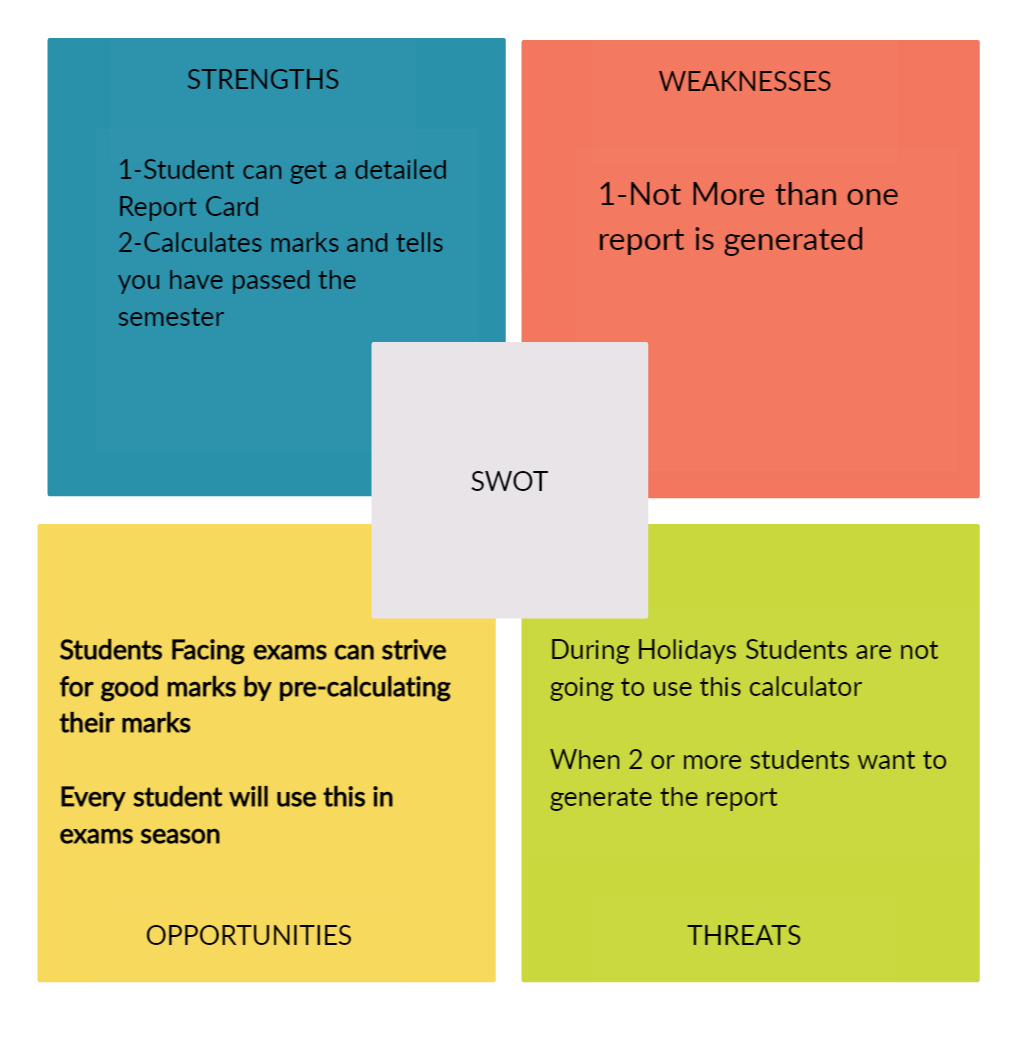 STRENGTHS
1-Student can get a detailed
Report Card
2-Calculates marks and tells
you have passed the
semester
WEAKNESSES
1-Not More than one
report is generated
SWOT
Students Facing exams can strive
for good marks by pre-calculating
their marks
Every student will use this in
exams season
OPPORTUNITIES
During Holidays Students are not
going to use this calculator
When 2 or more students want to
generate the report
THREATS